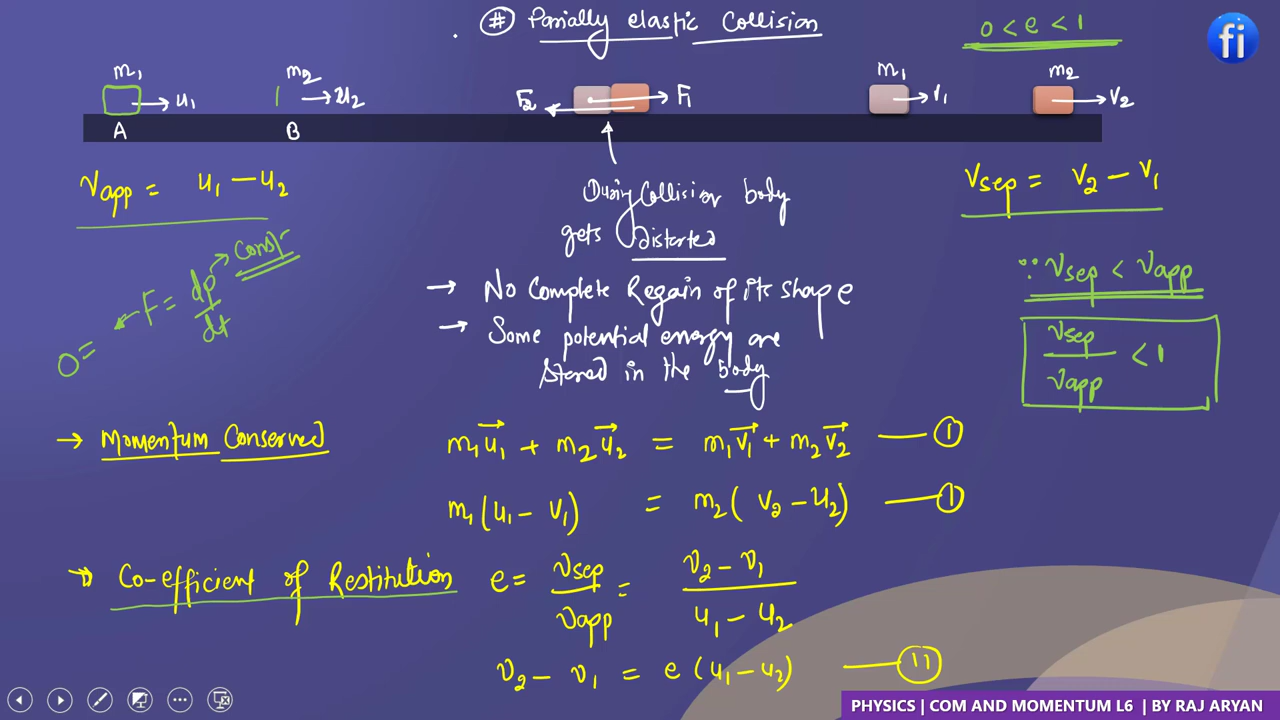 # Parially elastic Collision
0 < e < 1
fi
m₁ u₁
A
m₂ u₂
B
F₂ F₁
m₁ v₁
m₂ v₂
Vapp = u₁ − u₂
0 = F = dp/dt Const
During Collision body
gets distorted
→ No Complete Regain of its shape
→ Some potential energy are
stored in the body
Vsep = v₂ − v₁
∵ Vsep < Vapp
Vsep/Vapp < 1
→ Momentum Conserved m₁u₁⃗ + m₂u₂⃗ = m₁v₁⃗ + m₂v₂⃗ — ①
m₁(u₁ − v₁) = m₂(v₂ − u₂) — ①
→ Co-efficient of Restitution e = Vsep/Vapp = v₂ − v₁/u₁ − u₂
v₂ − v₁ = e(u₁ − u₂) — (11)
PHYSICS | COM AND MOMENTUM L6 | BY RAJ ARYAN